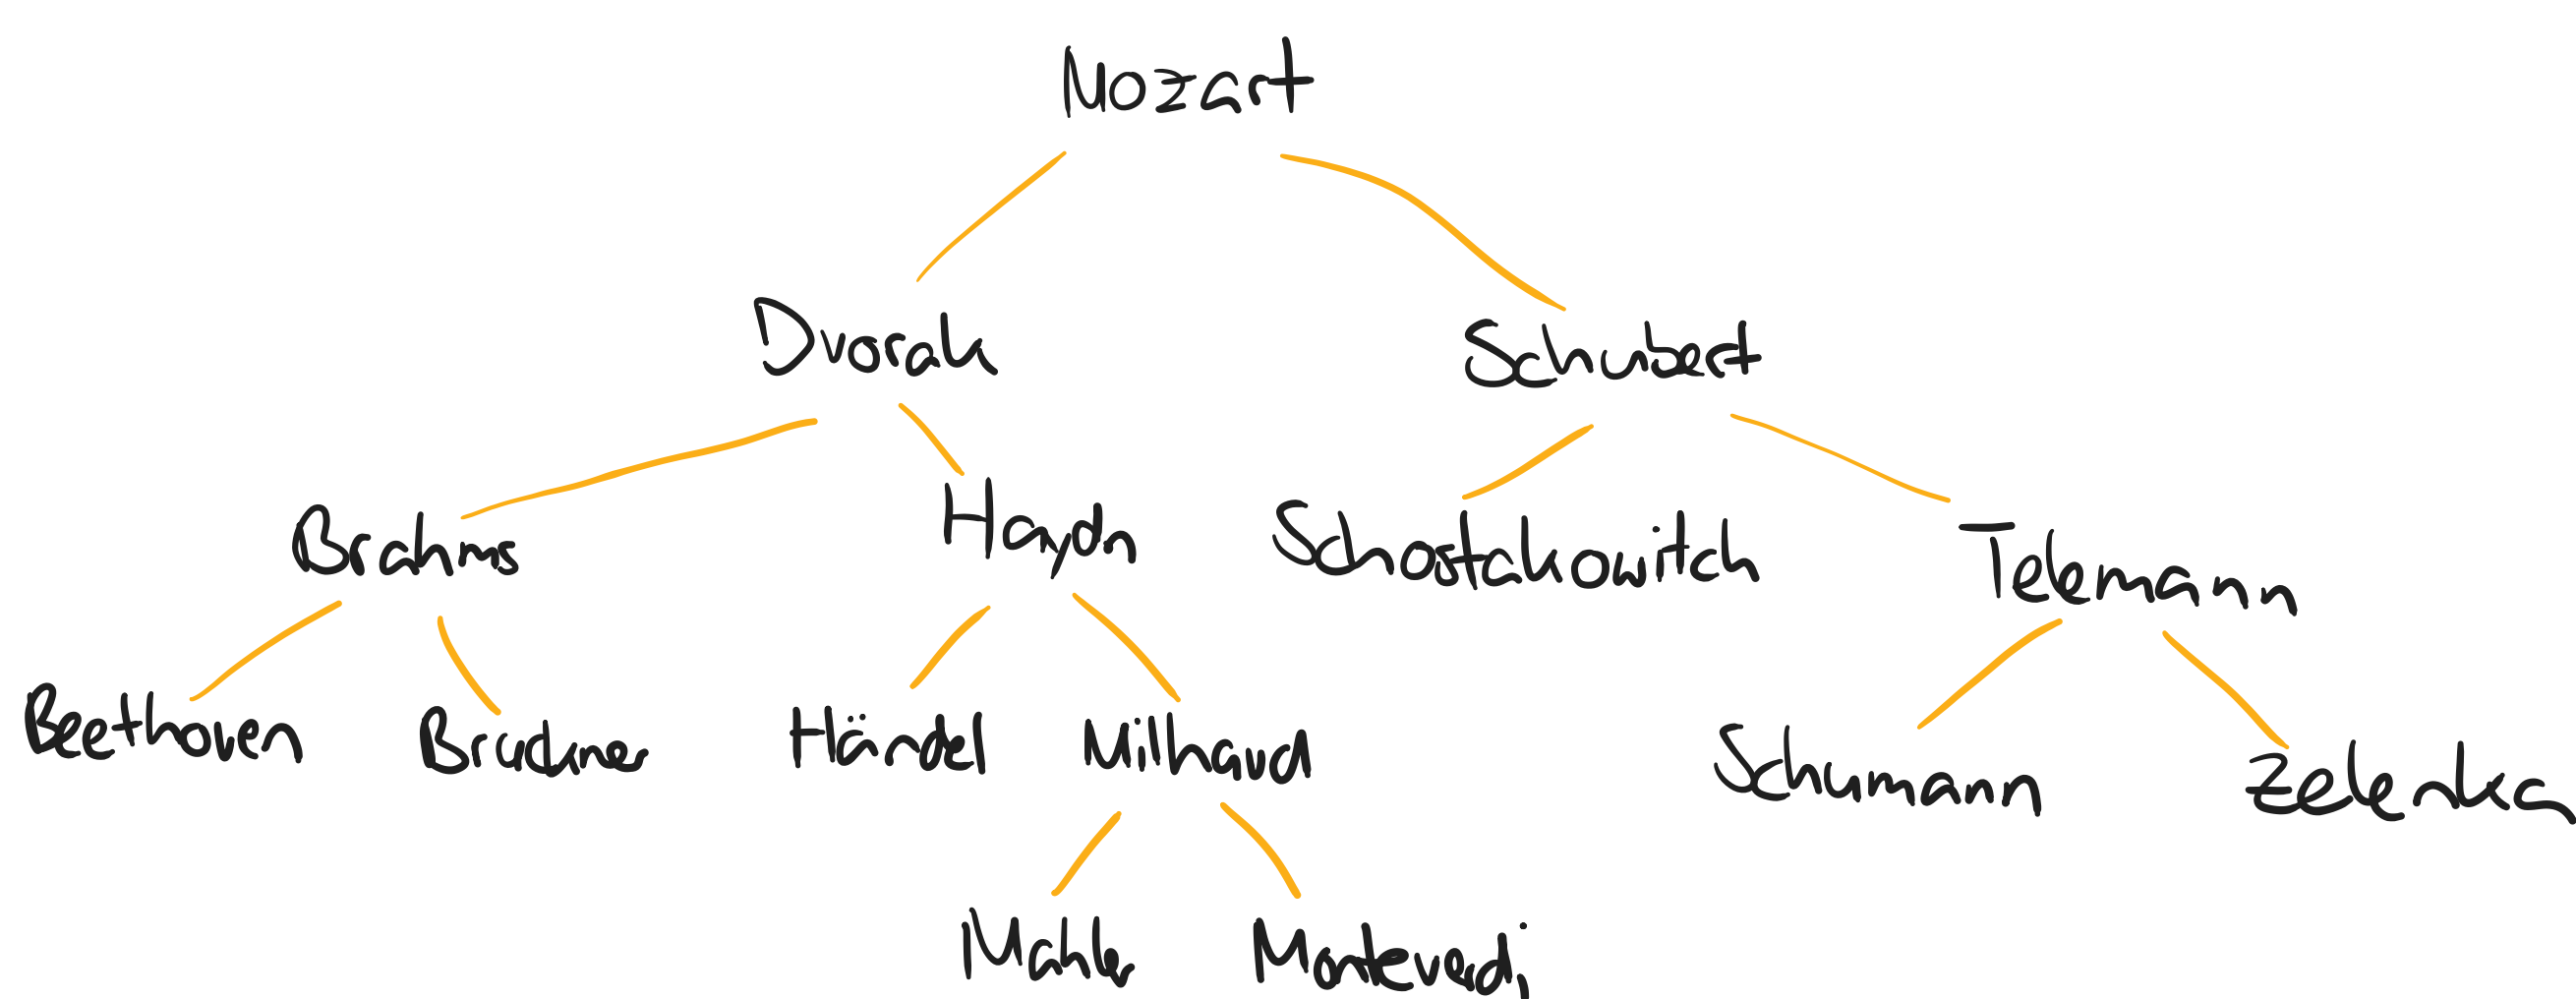 Mozart
Dvorak
Schubert
Brahms
Haydn
Schostakowitch
Telemann
Beethoven
Bruckner
Händel
Milhaud
Schumann
Zelenka
Mahler
Monteverdi